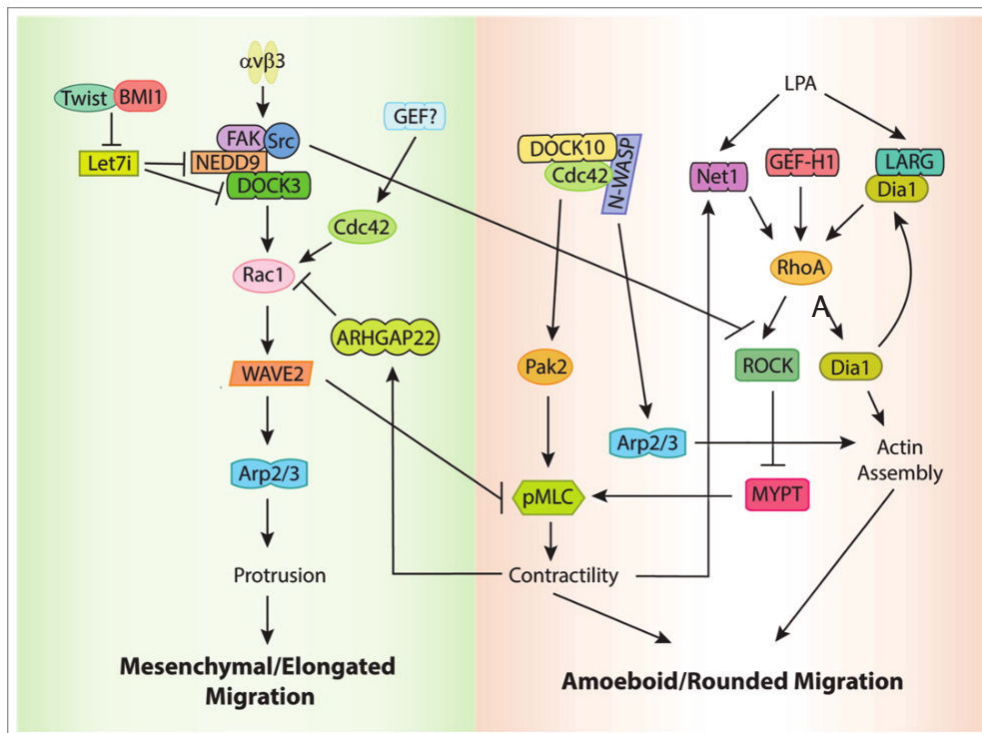 αvβ3
Twist
BMI1
Let7i
FAK
Src
NEDD9
DOCK3
GEF?
Cdc42
Rac1
ARHGAP22
WAVE2
Arp2/3
Protrusion
Mesenchymal/Elongated
Migration
DOCK10
Cdc42
N-WASP
Pak2
Arp2/3
pMLC
Contractility
LPA
Net1
GEF-H1
LARG
Dia1
RhoA
A
ROCK
Dia1
MYPT
Actin
Assembly
Amoeboid/Rounded Migration